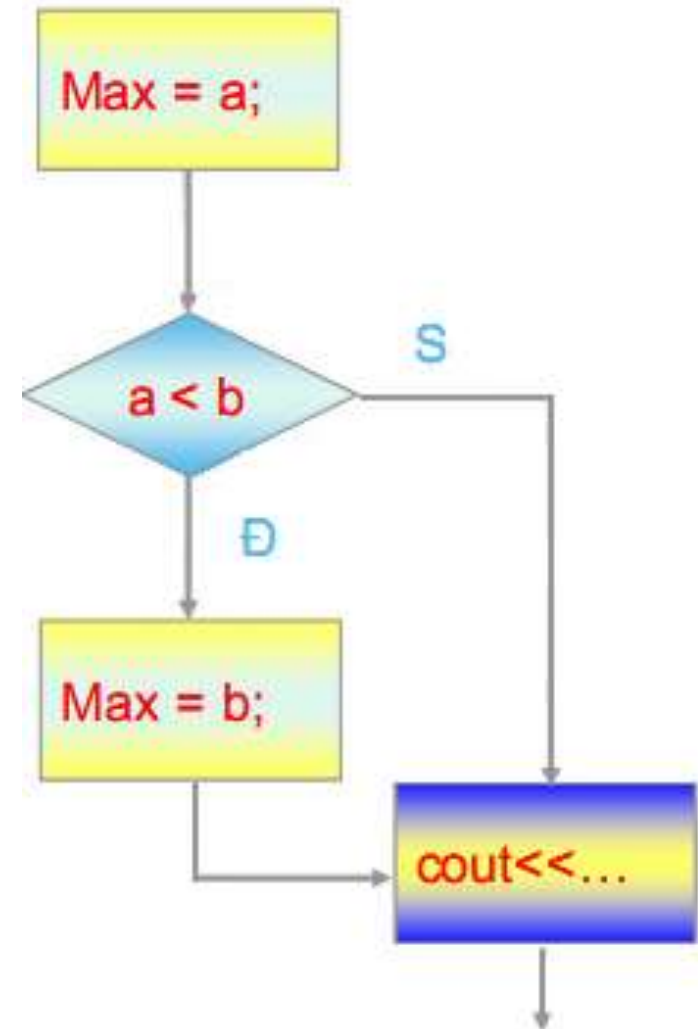 Max = a;
S
a < b
Đ
Max = b;
cout<<...